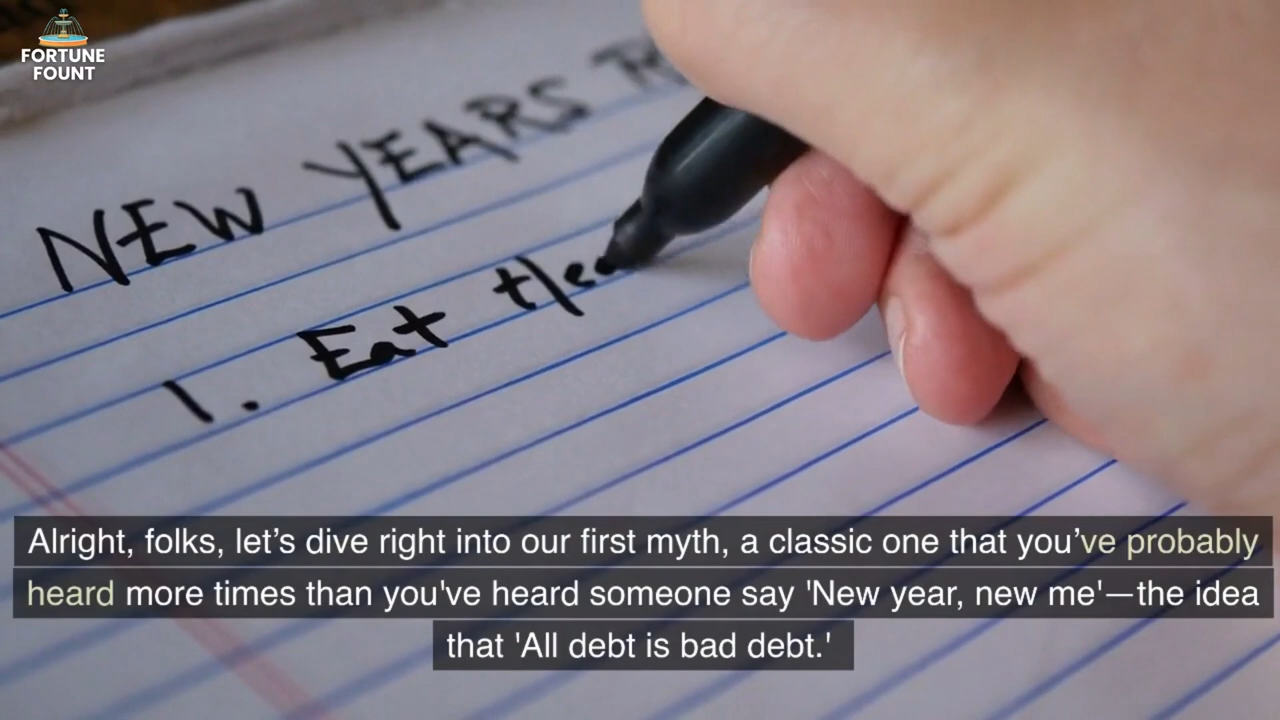 FORTUNE
FOUNT
NEW YEARS
1. Eat
Alright, folks, let’s dive right into our first myth, a classic one that you’ve probably
heard more times than you've heard someone say 'New year, new me'—the idea
that 'All debt is bad debt.'